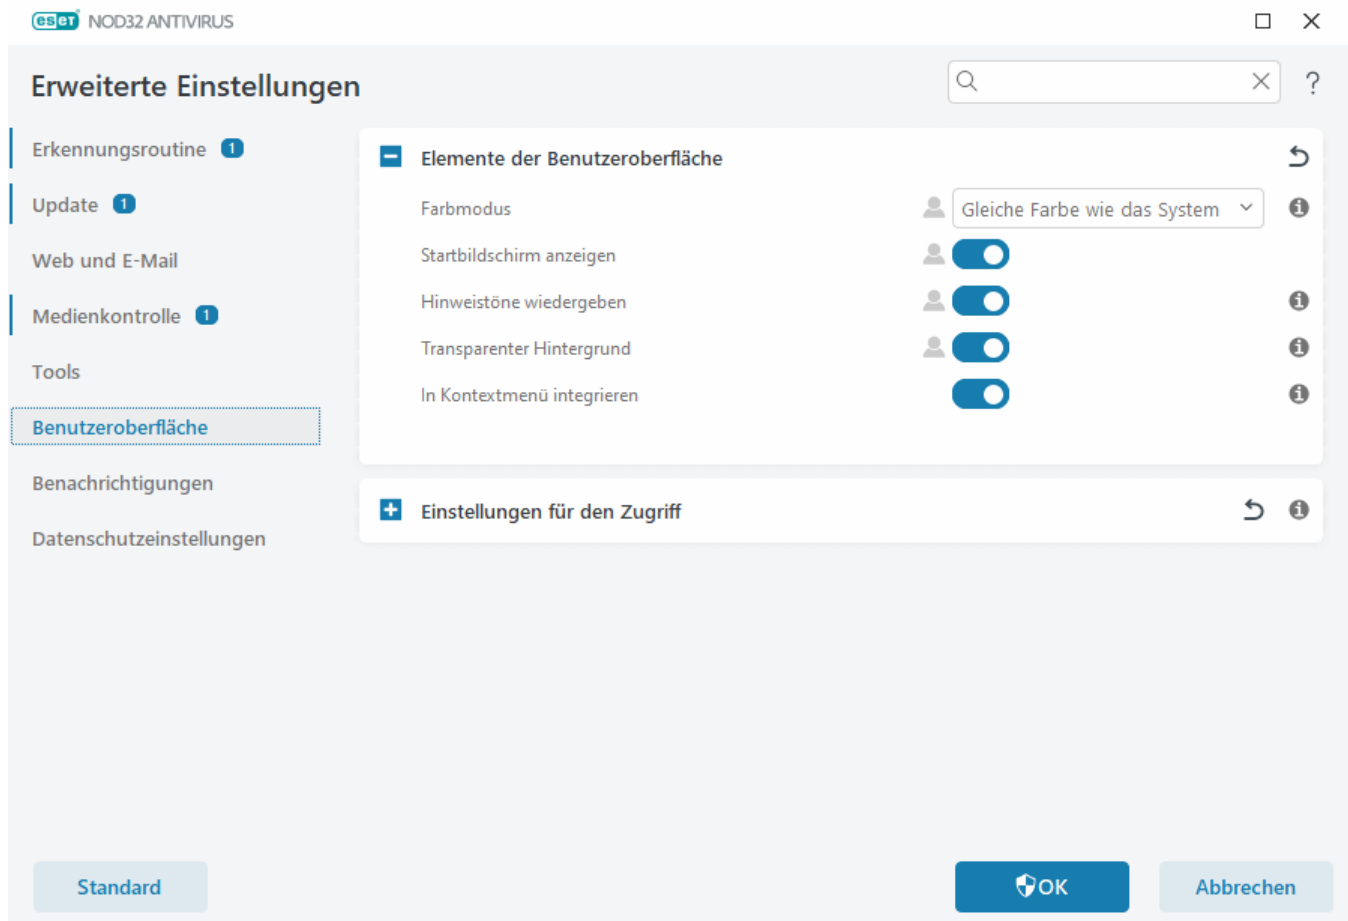 eset NOD32 ANTIVIRUS
Erweiterte Einstellungen
?
Erkennungsroutine 1
Update 1
Web und E-Mail
Medienkontrolle 1
Tools
Benutzeroberfläche
Benachrichtigungen
Datenschutzeinstellungen
Elemente der Benutzeroberfläche
Farbmodus Gleiche Farbe wie das System
Startbildschirm anzeigen
Hinweistöne wiedergeben
Transparenter Hintergrund
In Kontextmenü integrieren
Einstellungen für den Zugriff
Standard OK Abbrechen